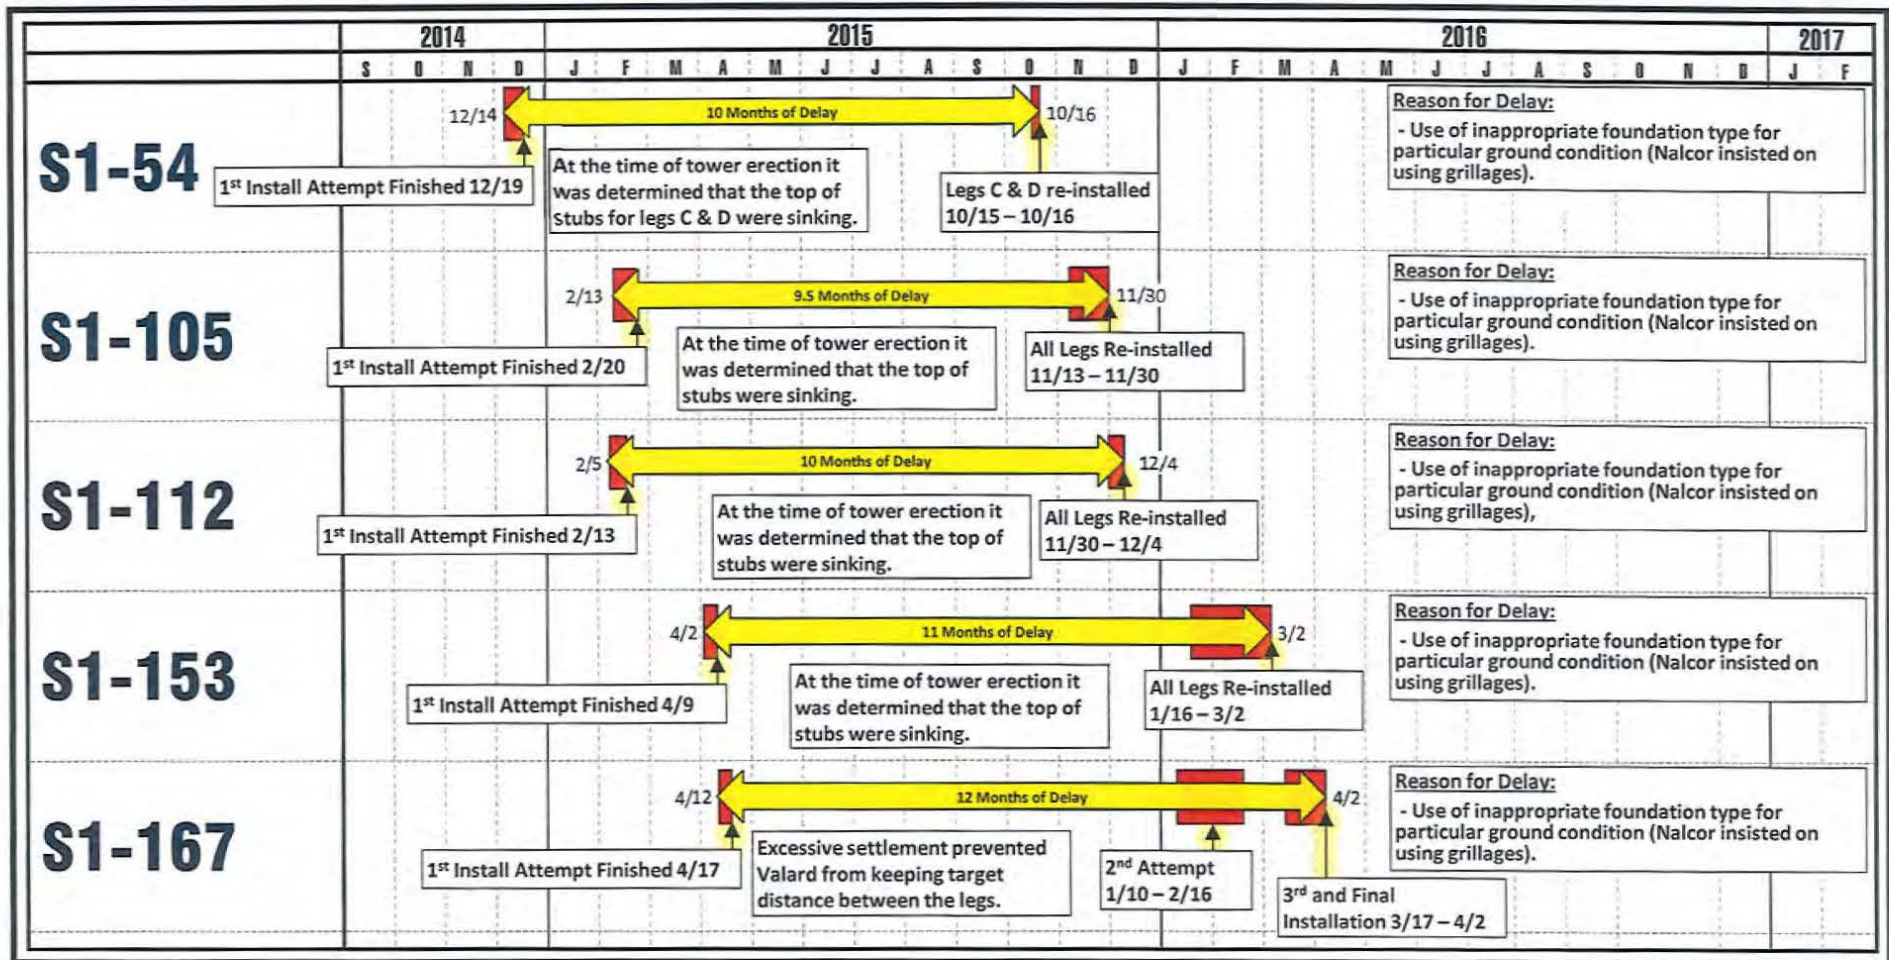 2014 2015 2016 2017
S O N D J F M A M J J A S O N D J F M A M J J A S O N D J F
S1-54
12/14
10 Months of Delay
10/16
1st Install Attempt Finished 12/19
At the time of tower erection it
was determined that the top of
stubs for legs C & D were sinking.
Legs C & D re-installed
10/15 – 10/16
Reason for Delay:
- Use of inappropriate foundation type for
particular ground condition (Nalcor insisted on
using grillages).
S1-105
2/13
9.5 Months of Delay
11/30
1st Install Attempt Finished 2/20
At the time of tower erection it
was determined that the top of
stubs were sinking.
All Legs Re-installed
11/13 – 11/30
Reason for Delay:
- Use of inappropriate foundation type for
particular ground condition (Nalcor insisted on
using grillages).
S1-112
2/5
10 Months of Delay
12/4
1st Install Attempt Finished 2/13
At the time of tower erection it
was determined that the top of
stubs were sinking.
All Legs Re-installed
11/30 – 12/4
Reason for Delay:
- Use of inappropriate foundation type for
particular ground condition (Nalcor insisted on
using grillages),
S1-153
4/2
11 Months of Delay
3/2
1st Install Attempt Finished 4/9
At the time of tower erection it
was determined that the top of
stubs were sinking.
All Legs Re-installed
1/16 – 3/2
Reason for Delay:
- Use of inappropriate foundation type for
particular ground condition (Nalcor insisted on
using grillages).
S1-167
4/12
12 Months of Delay
4/2
1st Install Attempt Finished 4/17
Excessive settlement prevented
Valard from keeping target
distance between the legs.
2nd Attempt
1/10 – 2/16
3rd and Final
Installation 3/17 – 4/2
Reason for Delay:
- Use of inappropriate foundation type for
particular ground condition (Nalcor insisted on
using grillages).